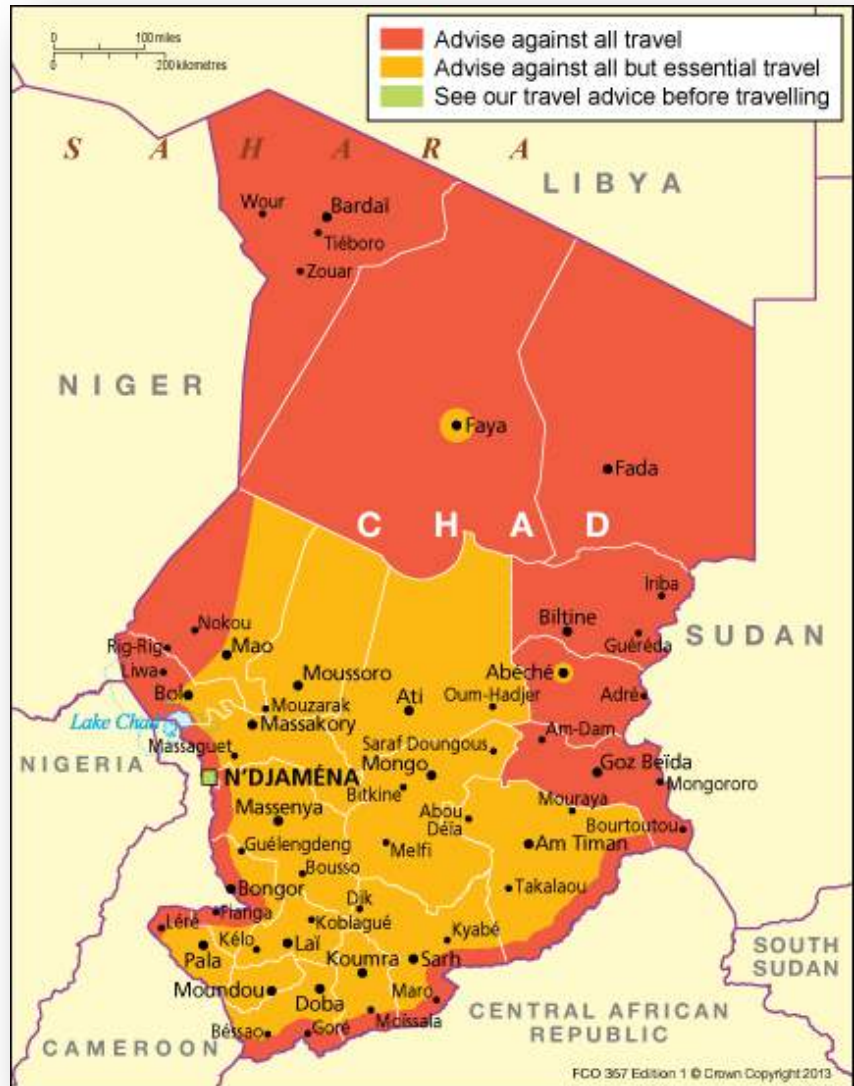 0 100 miles
0 200 kilometres
Advise against all travel
Advise against all but essential travel
See our travel advice before travelling
S A H A R A
LIBYA
Wour
Bardaï
Tiéboro
Zouar
NIGER
Faya
Fada
CHAD
Iriba
Nokou
Biltine
Guéréda
SUDAN
Rig-Rig
Mao
Liwa
Moussoro
Abéché
Bol
Mouzarak
Ati
Oum-Hadjer
Adré
Lake Chad
Massakory
Am-Dam
Massaguet
Saraf Doungous
NIGERIA
Mongo
Goz Beïda
N'DJAMÉNA
Bitkine
Mongororo
Massenya
Abou
Déïa
Mouraya
Bourtoutou
Guélengdeng
Melfi
Am Timan
Bousso
Bongor
Takalaou
Dik
Fianga
Koblagué
Léré
Kyabé
Kélo
Laï
Pala
Koumra
Sarh
SOUTH
SUDAN
Moundou
Doba
Maro
CENTRAL AFRICAN
REPUBLIC
Moissala
Béssao
Goré
CAMEROON
FCO 367 Edition 1 © Crown Copyright 2013